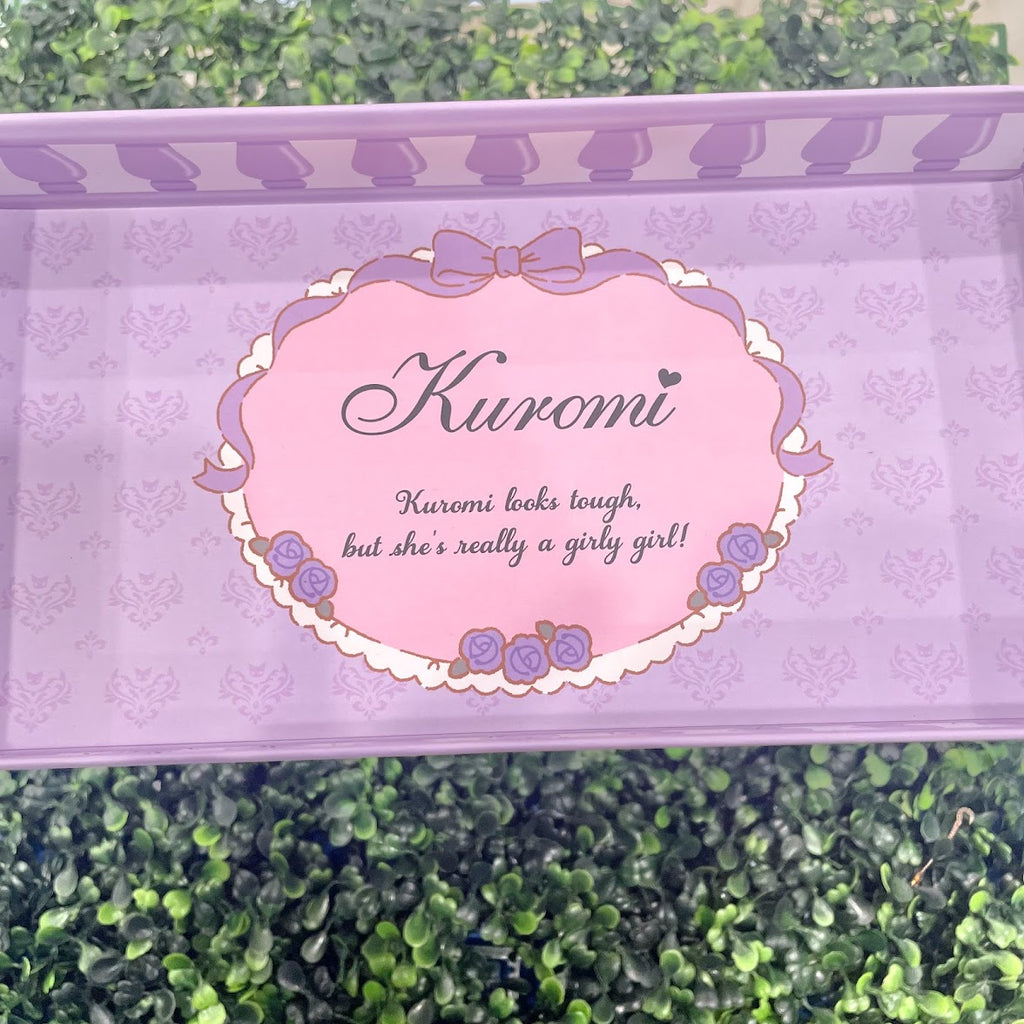 Kuromi
Kuromi looks tough,
but she's really a girly girl!